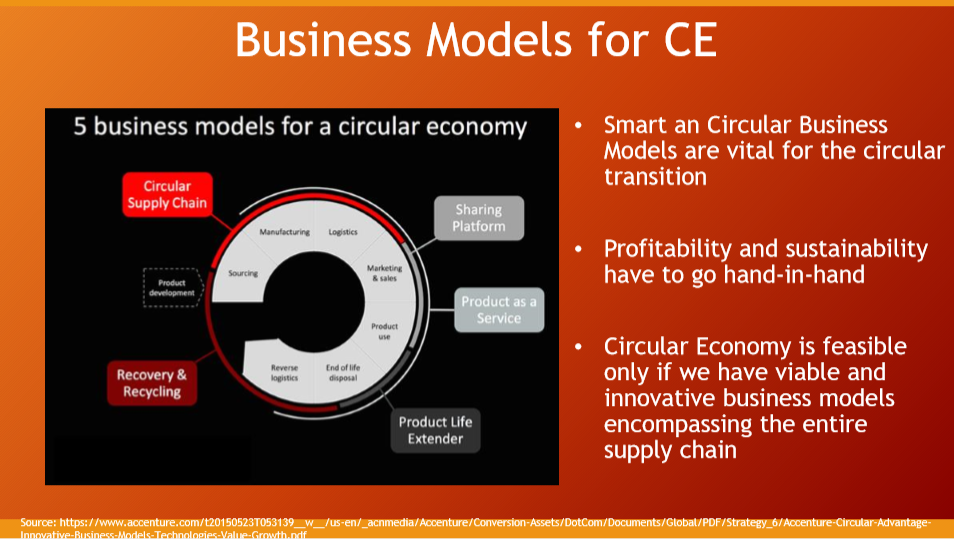 Business Models for CE
5 business models for a circular economy
Circular
Supply Chain
Sharing
Platform
Manufacturing
Logistics
Sourcing
Marketing
& sales
Product
development
Product as a
Service
Product
use
Recovery &
Recycling
Reverse
logistics
End of life
disposal
Product Life
Extender
• Smart an Circular Business
Models are vital for the circular
transition
• Profitability and sustainability
have to go hand-in-hand
• Circular Economy is feasible
only if we have viable and
innovative business models
encompassing the entire
supply chain
Source: https://www.accenture.com/t20150523T053139__w__/us-en/_acnmedia/Accenture/Conversion-Assets/DotCom/Documents/Global/PDF/Strategy_6/Accenture-Circular-Advantage-
Innovative-Business-Models-Technologies-Value-Growth.pdf